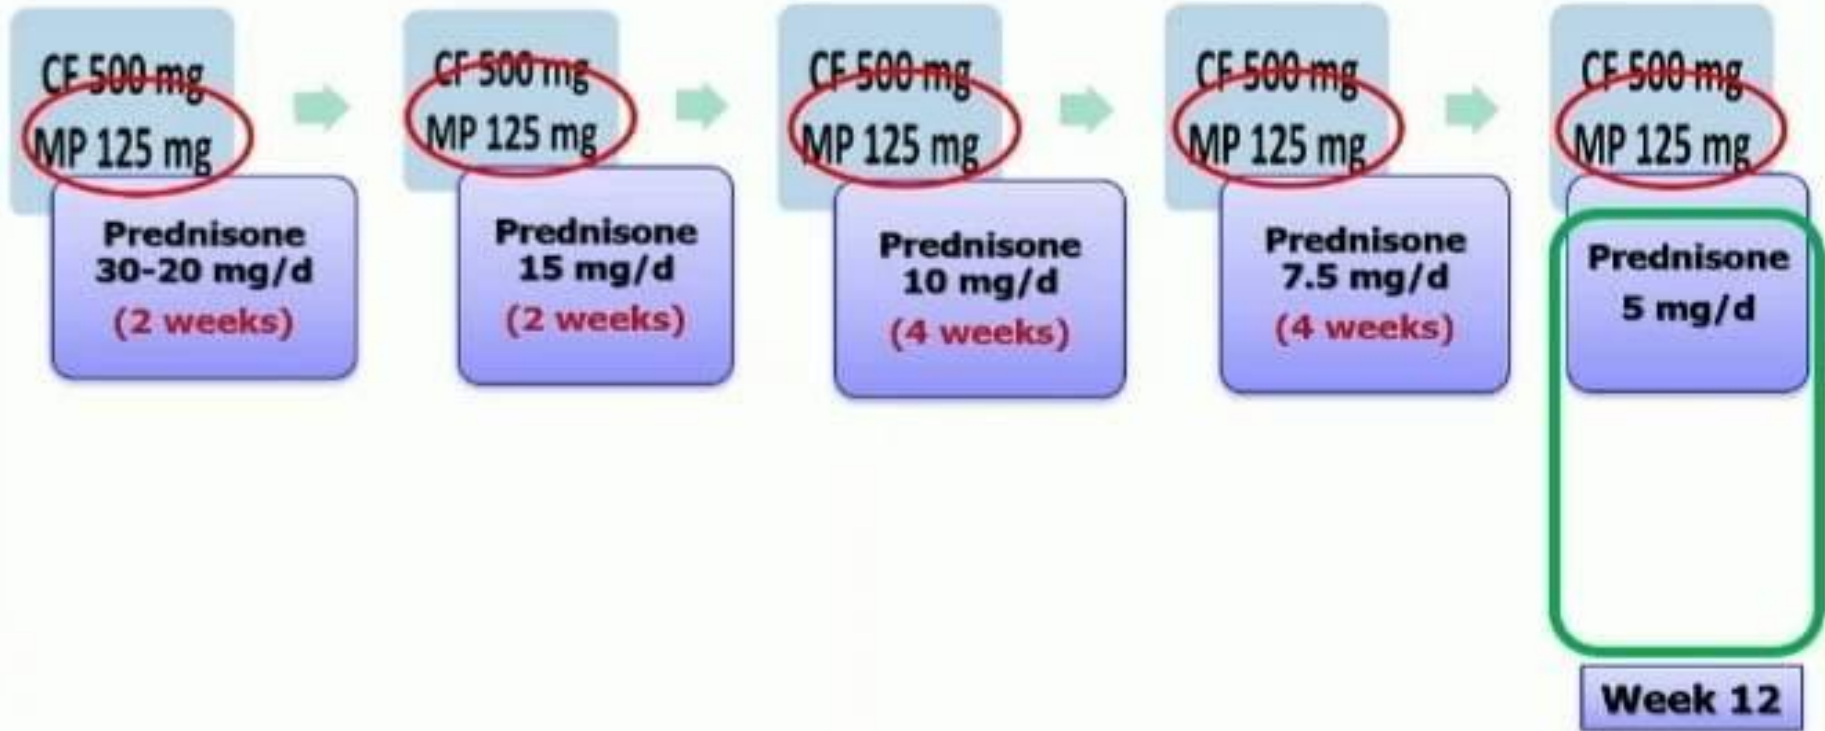 CF 500 mg
MP 125 mg
Prednisone
30-20 mg/d
(2 weeks)
CF 500 mg
MP 125 mg
Prednisone
15 mg/d
(2 weeks)
CF 500 mg
MP 125 mg
Prednisone
10 mg/d
(4 weeks)
CF 500 mg
MP 125 mg
Prednisone
7.5 mg/d
(4 weeks)
CF 500 mg
MP 125 mg
Prednisone
5 mg/d
Week 12